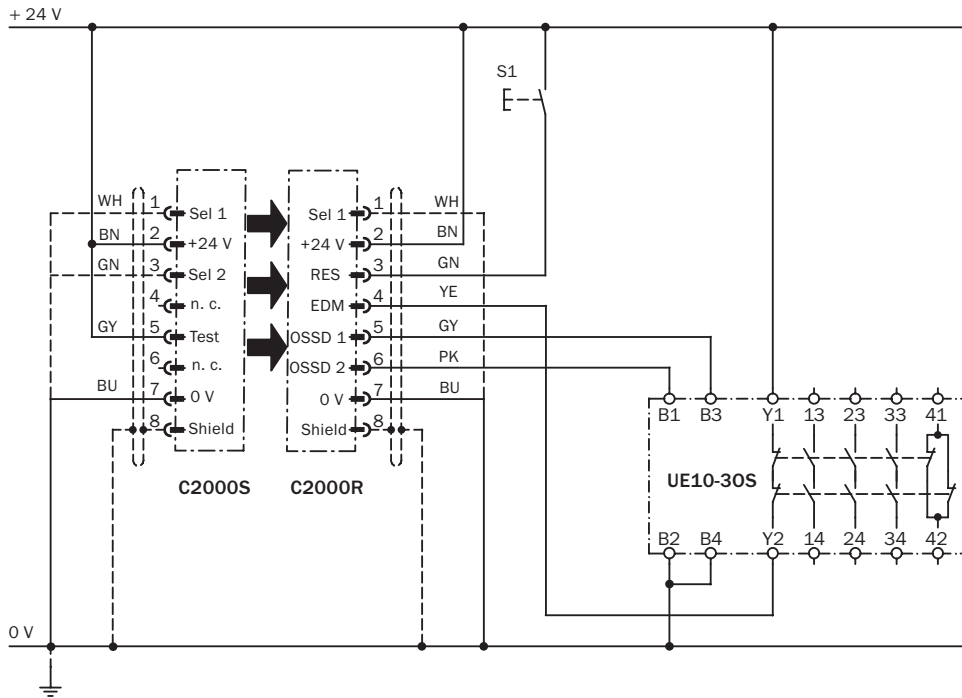 + 24 V
S1
WH 1 Sel 1
BN 2 +24 V
GN 3 Sel 2
4 n. c.
GY 5 Test
6 n. c.
BU 7 0 V
8 Shield
C2000S
Sel 1 1 WH
+24 V 2 BN
RES 3 GN
EDM 4 YE
OSSD 1 5 GY
OSSD 2 6 PK
0 V 7 BU
Shield 8
C2000R
B1 B3 Y1 13 23 33 41
UE10-3OS
B2 B4 Y2 14 24 34 42
0 V